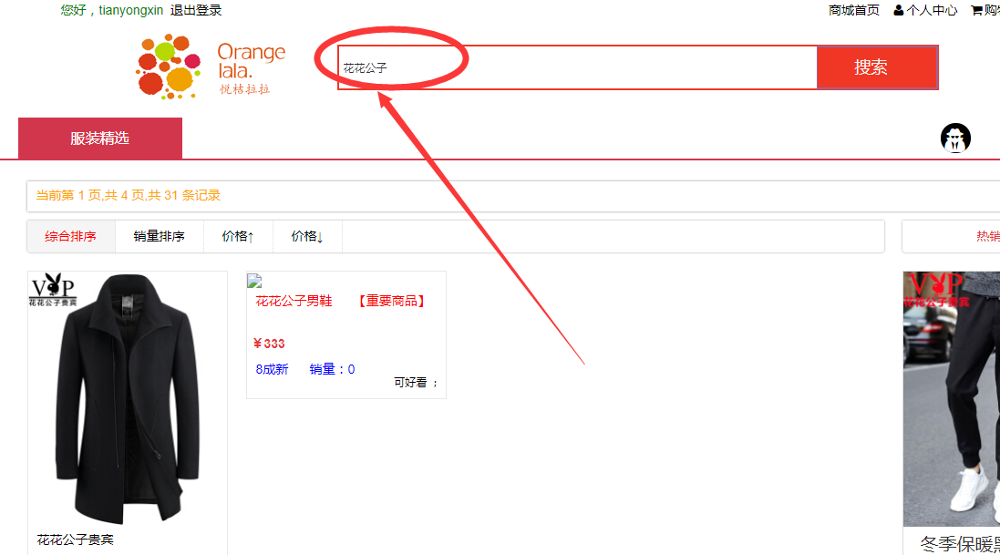 您好，tianyongxin 退出登录
商城首页 个人中心 购物
Orange
lala.
悦桔拉拉
花花公子
搜索
服装精选
当前第 1 页,共 4 页,共 31 条记录
综合排序 销量排序 价格↑ 价格↓
热销
VIP
花花公子贵宾
花花公子男鞋 【重要商品】
¥333
8成新 销量：0
可好看 ；
花花公子贵宾
VIP
花花公子贵宾
冬季保暖黑